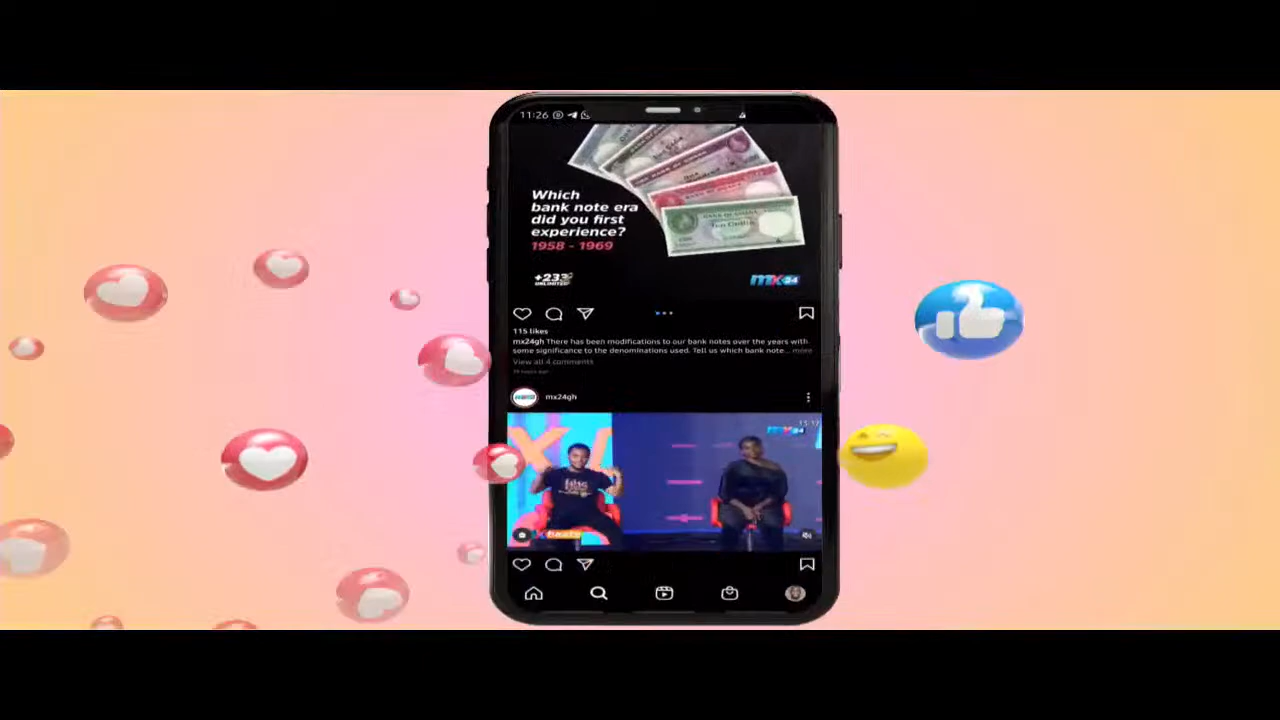 11:26
Which
bank note era
did you first
experience?
1958 - 1969
+233
UNLIMITED
mx24
115 likes
mx24gh There has been modifications to our bank notes over the years with
some significance to the denominations used. Tell us which bank note... more
View all 4 comments
mx24gh